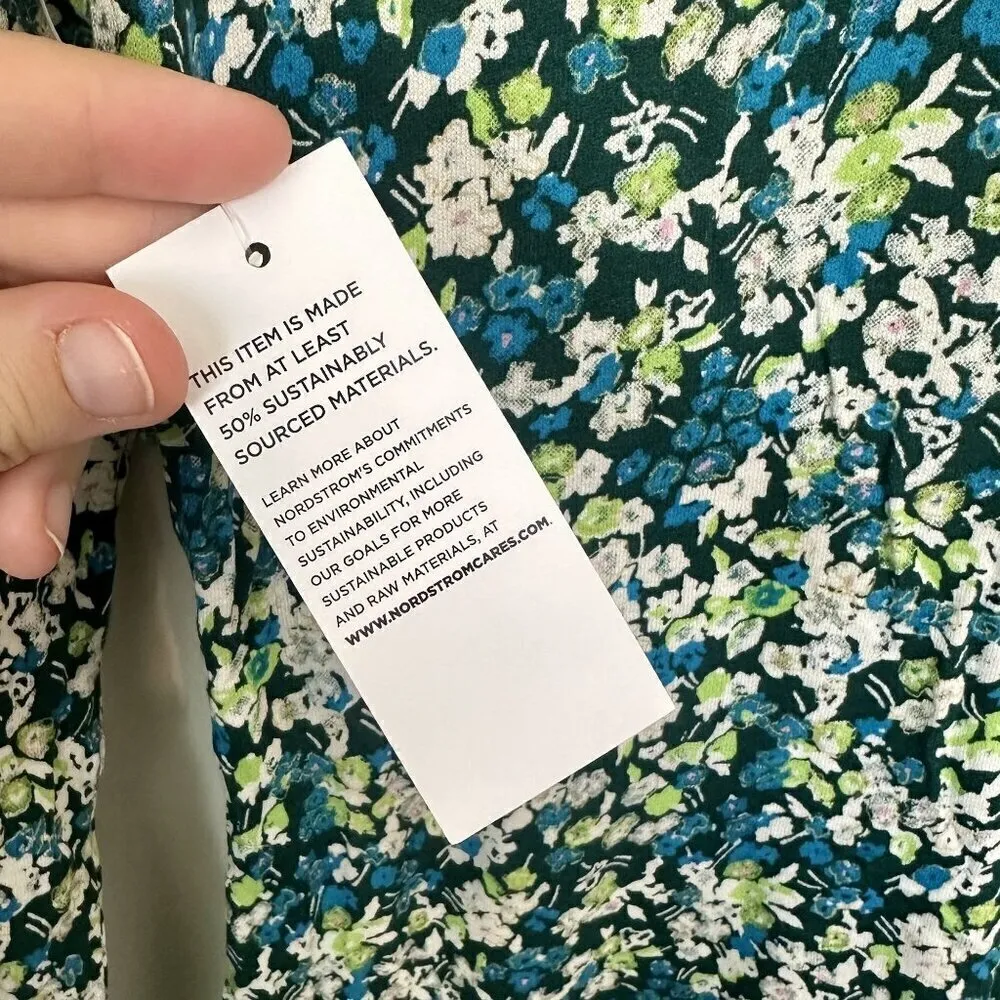 THIS ITEM IS MADE
FROM AT LEAST
50% SUSTAINABLY
SOURCED MATERIALS.
LEARN MORE ABOUT
NORDSTROM'S COMMITMENTS
TO ENVIRONMENTAL
SUSTAINABILITY, INCLUDING
OUR GOALS FOR MORE
SUSTAINABLE PRODUCTS
AND RAW MATERIALS, AT
WWW.NORDSTROMCARES.COM.